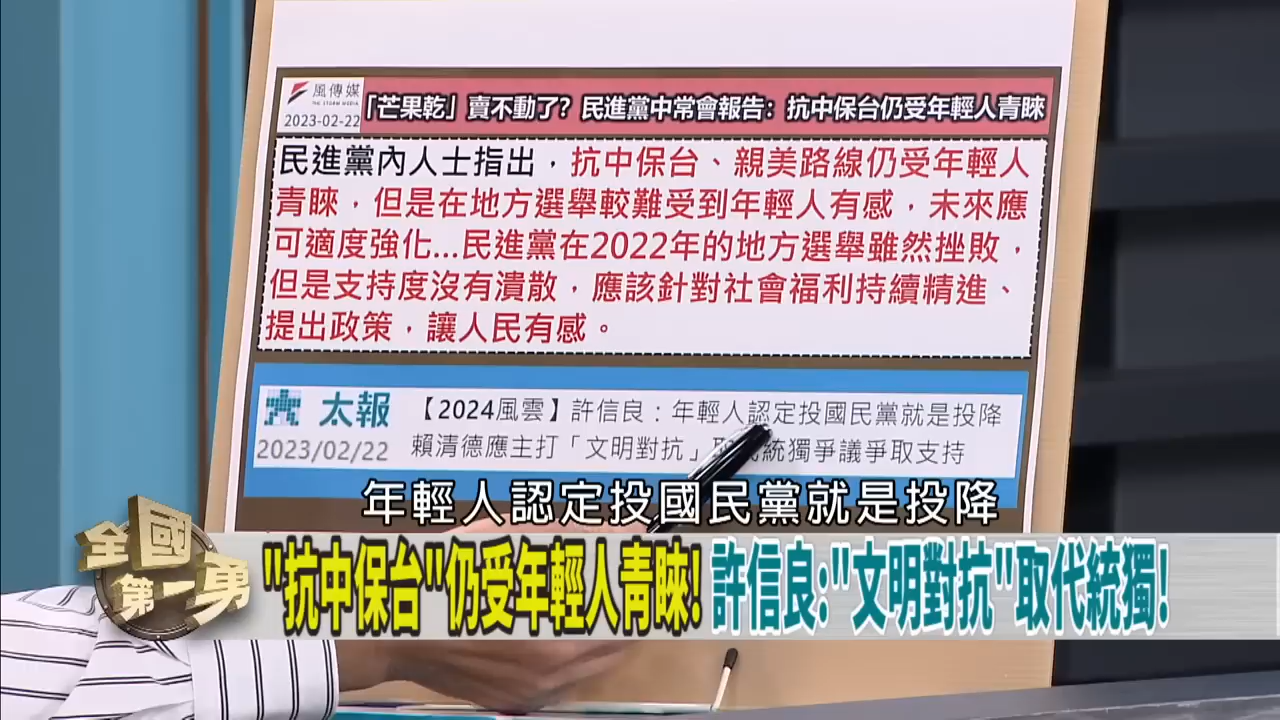 風傳媒
THE STORM MEDIA
2023-02-22
「芒果乾」賣不動了? 民進黨中常會報告: 抗中保台仍受年輕人青睞
民進黨內人士指出，抗中保台、親美路線仍受年輕人
青睞，但是在地方選舉較難受到年輕人有感，未來應
可適度強化...民進黨在2022年的地方選舉雖然挫敗，
但是支持度沒有潰散，應該針對社會福利持續精進、
提出政策，讓人民有感。
太報
2023/02/22
【2024風雲】許信良：年輕人認定投國民黨就是投降
賴清德應主打「文明對抗」 統獨爭議爭取支持
年輕人認定投國民黨就是投降
全國第一勇
"抗中保台"仍受年輕人青睞! 許信良:"文明對抗"取代統獨!